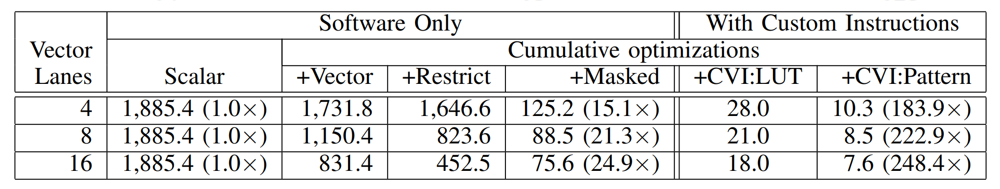 Software Only With Custom Instructions
Vector Cumulative optimizations
Lanes Scalar +Vector +Restrict +Masked +CVI:LUT +CVI:Pattern
4 1,885.4 (1.0×) 1,731.8 1,646.6 125.2 (15.1×) 28.0 10.3 (183.9×)
8 1,885.4 (1.0×) 1,150.4 823.6 88.5 (21.3×) 21.0 8.5 (222.9×)
16 1,885.4 (1.0×) 831.4 452.5 75.6 (24.9×) 18.0 7.6 (248.4×)